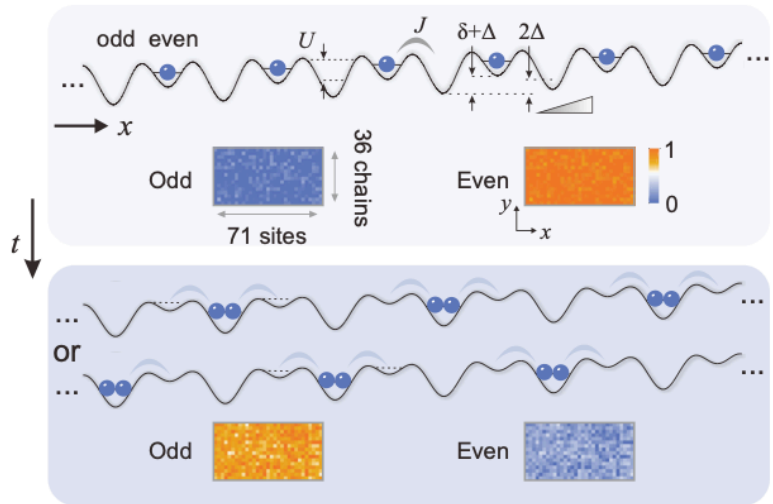 odd even
U
J
δ+Δ
2Δ
...
...
x
Odd
36 chains
71 sites
Even
y
x
1
0
t
...
...
or
...
...
Odd
Even